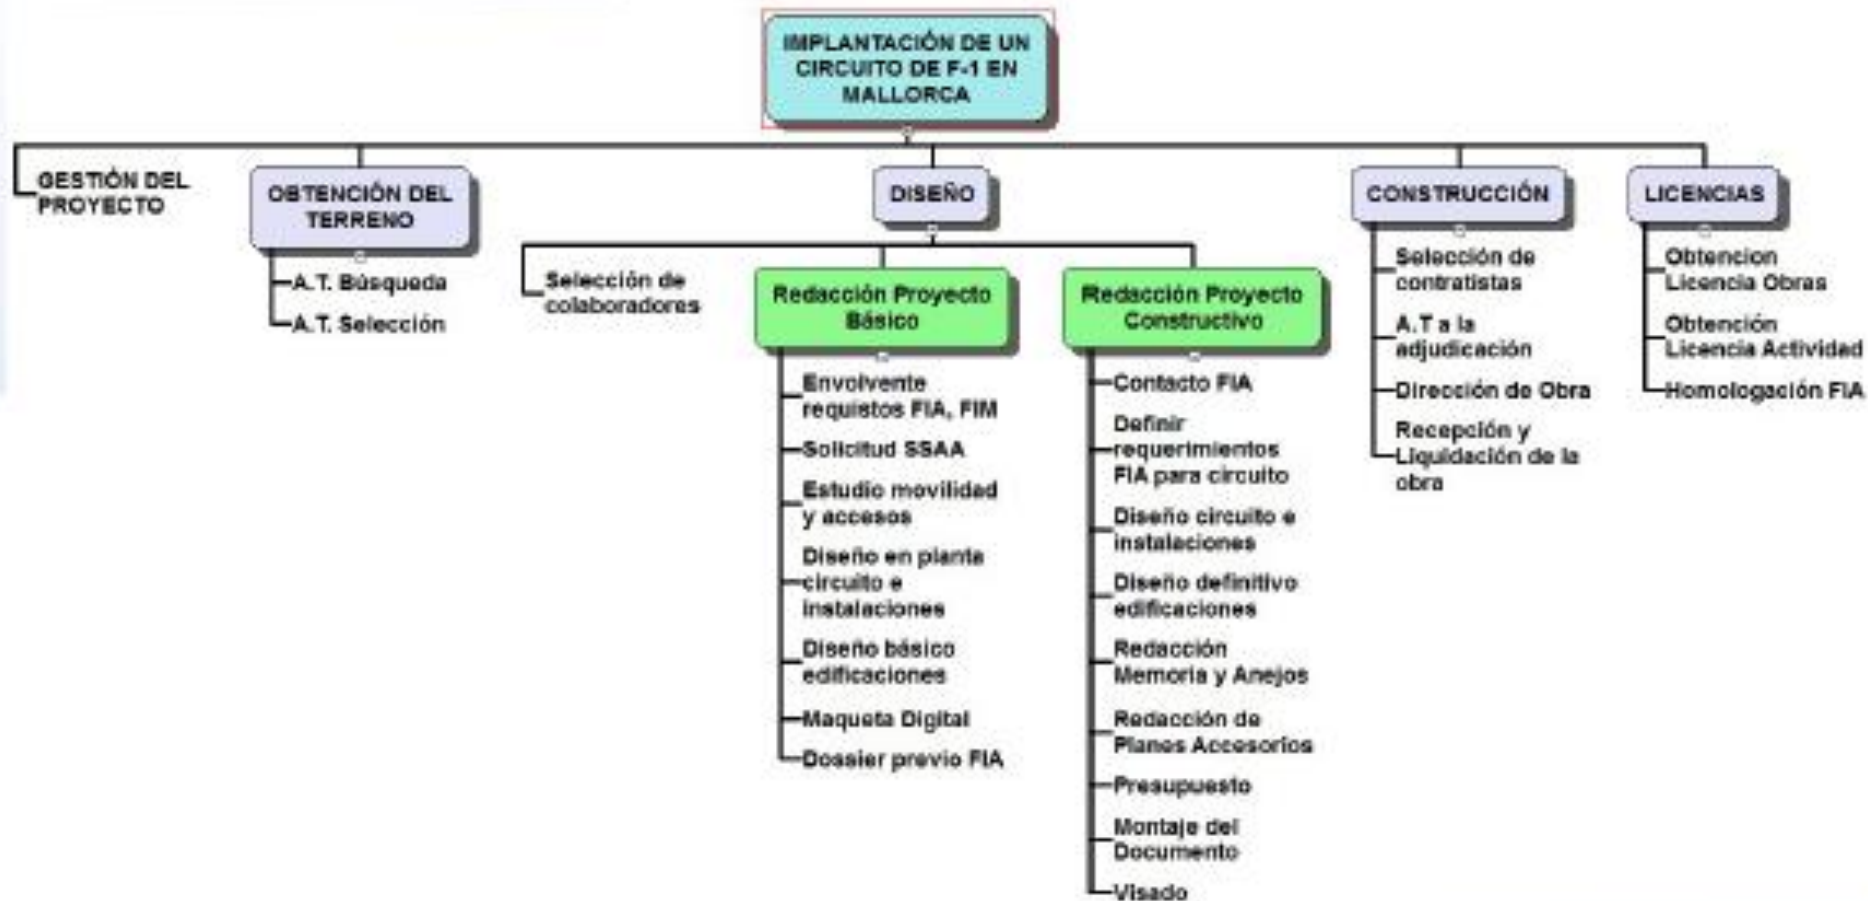 IMPLANTACIÓN DE UN
CIRCUITO DE F-1 EN
MALLORCA
GESTIÓN DEL
PROYECTO
OBTENCIÓN DEL
TERRENO
A.T. Búsqueda
A.T. Selección
DISEÑO
Selección de
colaboradores
Redacción Proyecto
Básico
Envolvente
requistos FIA, FIM
Solicitud SSAA
Estudio movilidad
y accesos
Diseño en planta
circuito e
instalaciones
Diseño básico
edificaciones
Maqueta Digital
Dossier previo FIA
Redacción Proyecto
Constructivo
Contacto FIA
Definir
requerimientos
FIA para circuito
Diseño circuito e
instalaciones
Diseño definitivo
edificaciones
Redacción
Memoria y Anejos
Redacción de
Planes Accesorios
Presupuesto
Montaje del
Documento
Visado
CONSTRUCCIÓN
Selección de
contratistas
A.T a la
adjudicación
Dirección de Obra
Recepción y
Liquidación de la
obra
LICENCIAS
Obtencion
Licencia Obras
Obtención
Licencia Actividad
Homologación FIA